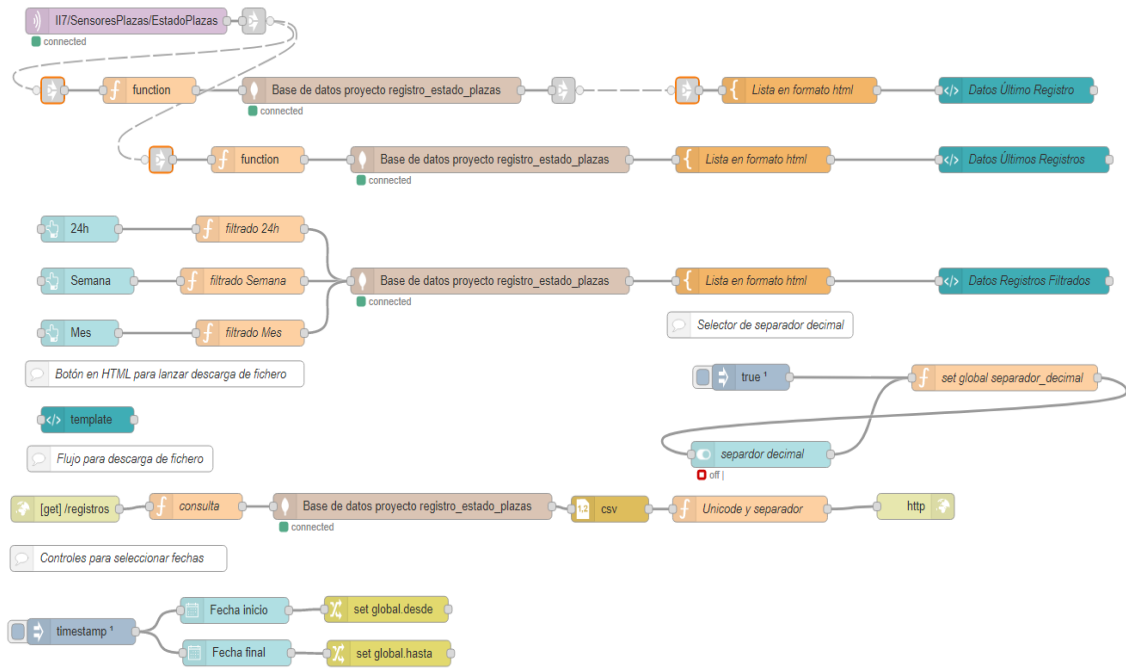 II7/SensoresPlazas/EstadoPlazas
connected
function
Base de datos proyecto registro_estado_plazas
connected
Lista en formato html
Datos Último Registro
function
Base de datos proyecto registro_estado_plazas
connected
Lista en formato html
Datos Últimos Registros
24h
filtrado 24h
Semana
filtrado Semana
Base de datos proyecto registro_estado_plazas
connected
Lista en formato html
Datos Registros Filtrados
Mes
filtrado Mes
Selector de separador decimal
Botón en HTML para lanzar descarga de fichero
true ¹
set global separador_decimal
template
Flujo para descarga de fichero
separdor decimal
off |
[get] /registros
consulta
Base de datos proyecto registro_estado_plazas
connected
1,2
csv
Unicode y separador
http
Controles para seleccionar fechas
timestamp ¹
Fecha inicio
set global.desde
Fecha final
set global.hasta